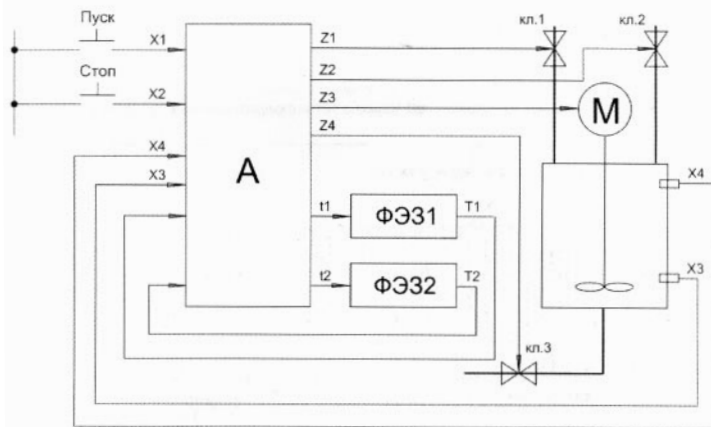 Пуск
X1
Стоп
X2
X4
X3
A
Z1
Z2
Z3
Z4
t1
ФЭЗ1
T1
t2
ФЭЗ2
T2
кл.1
кл.2
M
X4
X3
кл.3